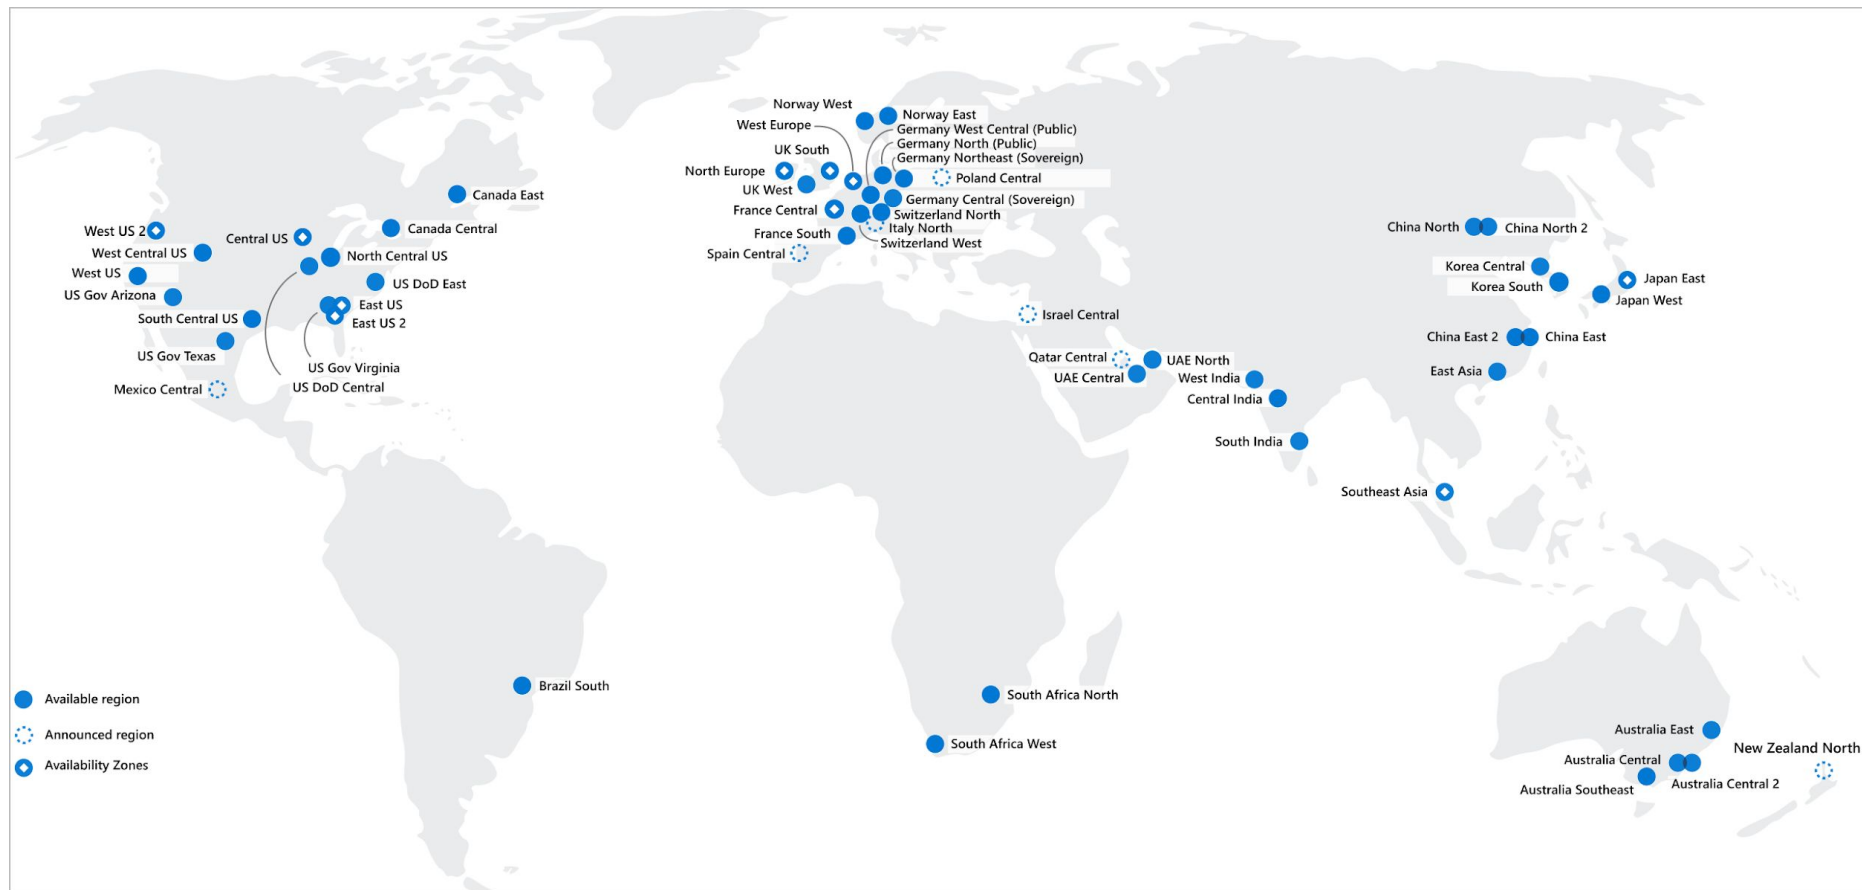 Norway West
Norway East
West Europe
Germany West Central (Public)
Germany North (Public)
UK South
Germany Northeast (Sovereign)
North Europe
Poland Central
UK West
Germany Central (Sovereign)
France Central
Switzerland North
Italy North
France South
Switzerland West
Spain Central
Canada East
West US 2
Central US
Canada Central
West Central US
North Central US
West US
US DoD East
US Gov Arizona
East US
South Central US
East US 2
US Gov Texas
US Gov Virginia
US DoD Central
Mexico Central
China North
China North 2
Korea Central
Korea South
Japan East
Japan West
Israel Central
China East 2
China East
Qatar Central
UAE North
UAE Central
West India
East Asia
Central India
South India
Southeast Asia
Brazil South
South Africa North
South Africa West
Australia East
New Zealand North
Australia Central
Australia Central 2
Australia Southeast
Available region
Announced region
Availability Zones